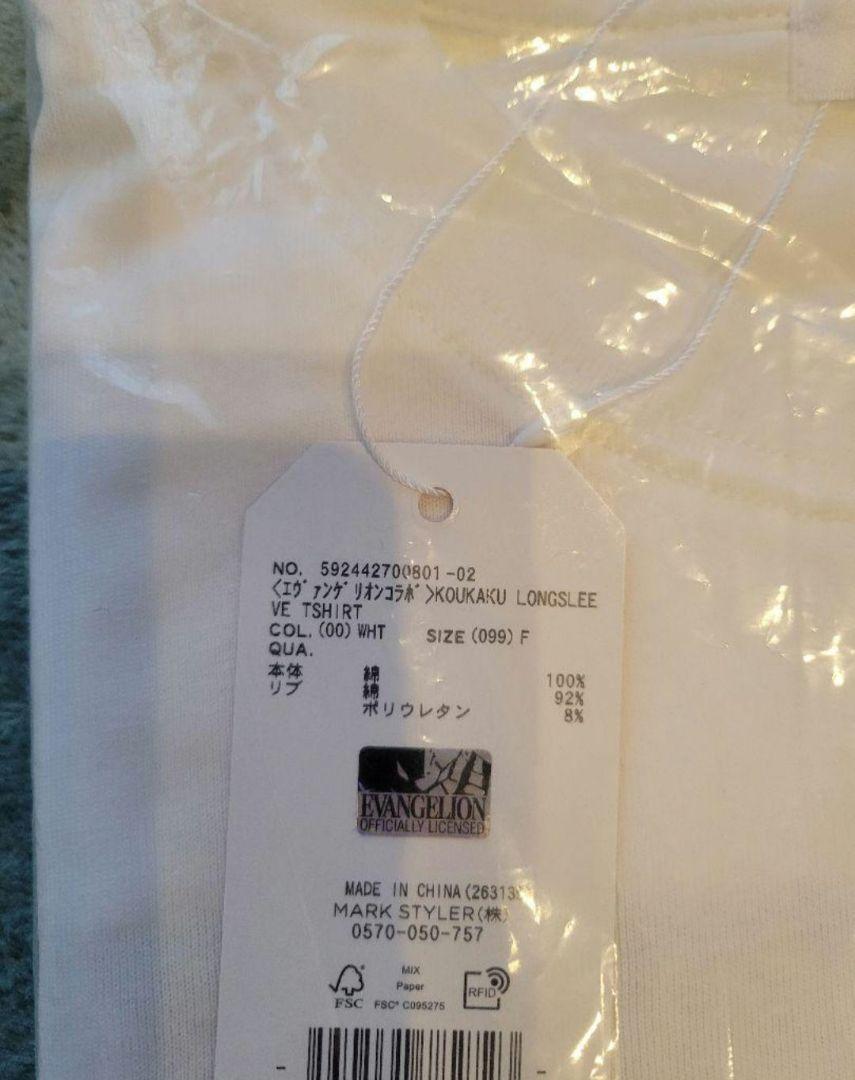 NO. 592442700801-02
<エヴァンゲリオンコラボ>KOUKAKU LONGSLEE
VE TSHIRT
COL.(00)WHT SIZE(099)F
QUA.
本体 綿 100%
リブ 綿 92%
ポリウレタン 8%
EVANGELION
OFFICIALLY LICENSED
MADE IN CHINA(26313
MARK STYLER(株)
0570-050-757
FSC
MIX
Paper
FSC® C095275
RFID